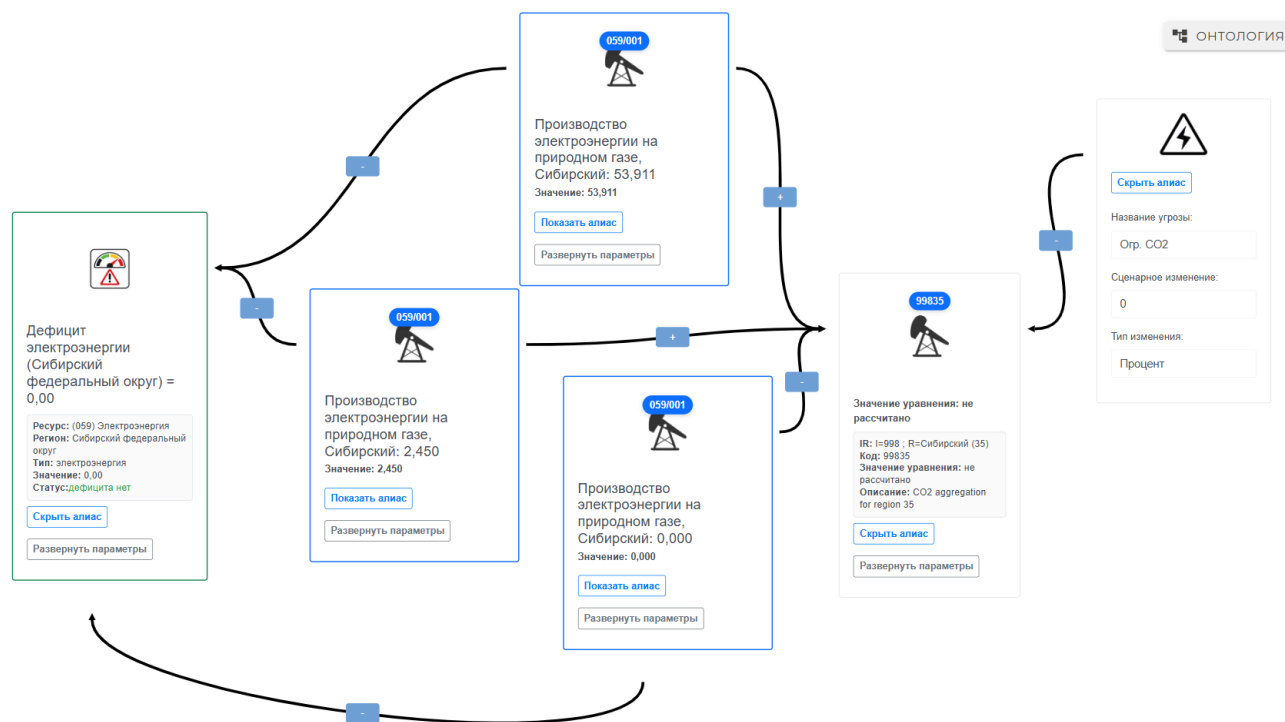 ОНТОЛОГИЯ
059/001
Производство
электроэнергии на
природном газе,
Сибирский: 53,911
Значение: 53,911
Показать алиас
Развернуть параметры
-
+
Скрыть алиас
Название угрозы:
Огр. CO2
Сценарное изменение:
0
Тип изменения:
Процент
-
Дефицит
электроэнергии
(Сибирский
федеральный округ) =
0,00
Ресурс: (059) Электроэнергия
Регион: Сибирский федеральный
округ
Тип: электроэнергия
Значение: 0,00
Статус:дефицита нет
Скрыть алиас
Развернуть параметры
-
059/001
Производство
электроэнергии на
природном газе,
Сибирский: 2,450
Значение: 2,450
Показать алиас
Развернуть параметры
+
059/001
Производство
электроэнергии на
природном газе,
Сибирский: 0,000
Значение: 0,000
Показать алиас
Развернуть параметры
-
99835
Значение уравнения: не
рассчитано
IR: I=998 ; R=Сибирский (35)
Код: 99835
Значение уравнения: не
рассчитано
Описание: CO2 aggregation
for region 35
Скрыть алиас
Развернуть параметры
-